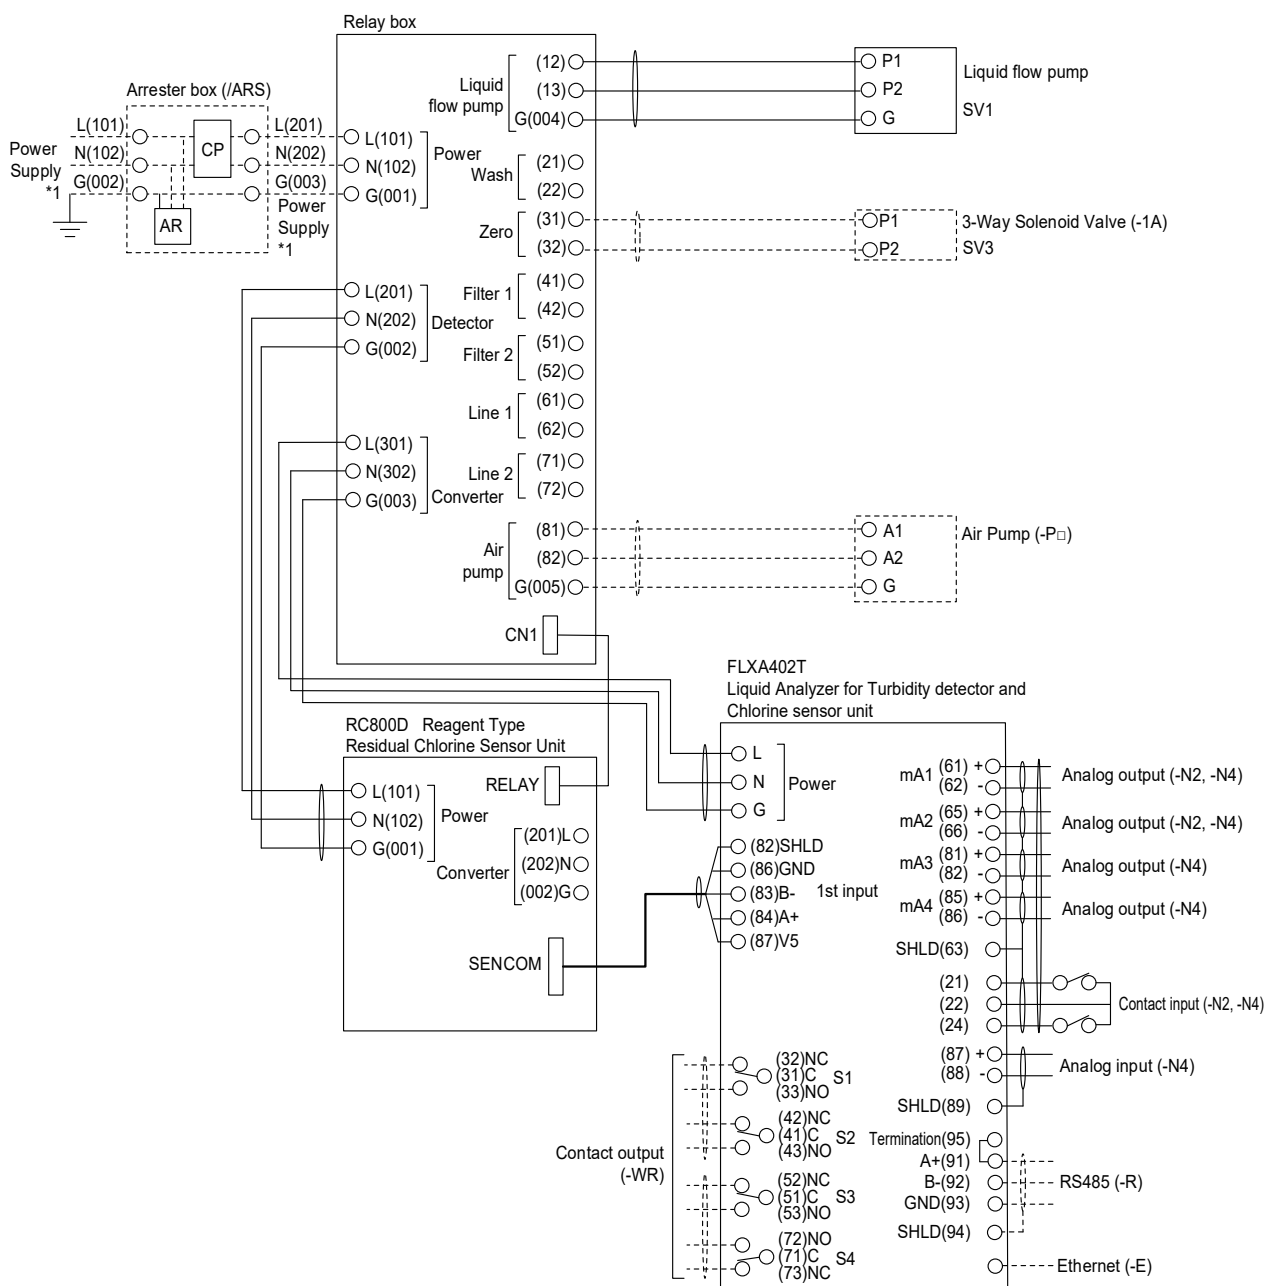 Relay box
Arrester box (/ARS)
L(101)
N(102)
G(002)
Power
Supply
*1
CP
AR
L(201)
N(202)
G(003)
Power
Supply
*1
L(101)
N(102)
G(001)
Power
L(201)
N(202)
G(002)
Detector
L(301)
N(302)
G(003)
Converter
Liquid
flow pump
(12)
(13)
G(004)
Wash
(21)
(22)
Zero
(31)
(32)
Filter 1
(41)
(42)
Filter 2
(51)
(52)
Line 1
(61)
(62)
Line 2
(71)
(72)
Air
pump
(81)
(82)
G(005)
CN1
P1
P2
G
Liquid flow pump
SV1
P1
P2
3-Way Solenoid Valve (-1A)
SV3
A1
A2
G
Air Pump (-P□)
RC800D Reagent Type
Residual Chlorine Sensor Unit
L(101)
N(102)
G(001)
Power
RELAY
Converter
(201)L
(202)N
(002)G
SENCOM
FLXA402T
Liquid Analyzer for Turbidity detector and
Chlorine sensor unit
L
N
G
Power
(82)SHLD
(86)GND
(83)B-
(84)A+
(87)V5
1st input
mA1 (61) +
(62) -
Analog output (-N2, -N4)
mA2 (65) +
(66) -
Analog output (-N2, -N4)
mA3 (81) +
(82) -
Analog output (-N4)
mA4 (85) +
(86) -
Analog output (-N4)
SHLD(63)
(21)
(22)
(24)
Contact input (-N2, -N4)
(87) +
(88) -
Analog input (-N4)
SHLD(89)
Termination(95)
A+(91)
B-(92)
GND(93)
SHLD(94)
RS485 (-R)
Ethernet (-E)
Contact output
(-WR)
(32)NC
(31)C S1
(33)NO
(42)NC
(41)C S2
(43)NO
(52)NC
(51)C S3
(53)NO
(72)NO
(71)C S4
(73)NC